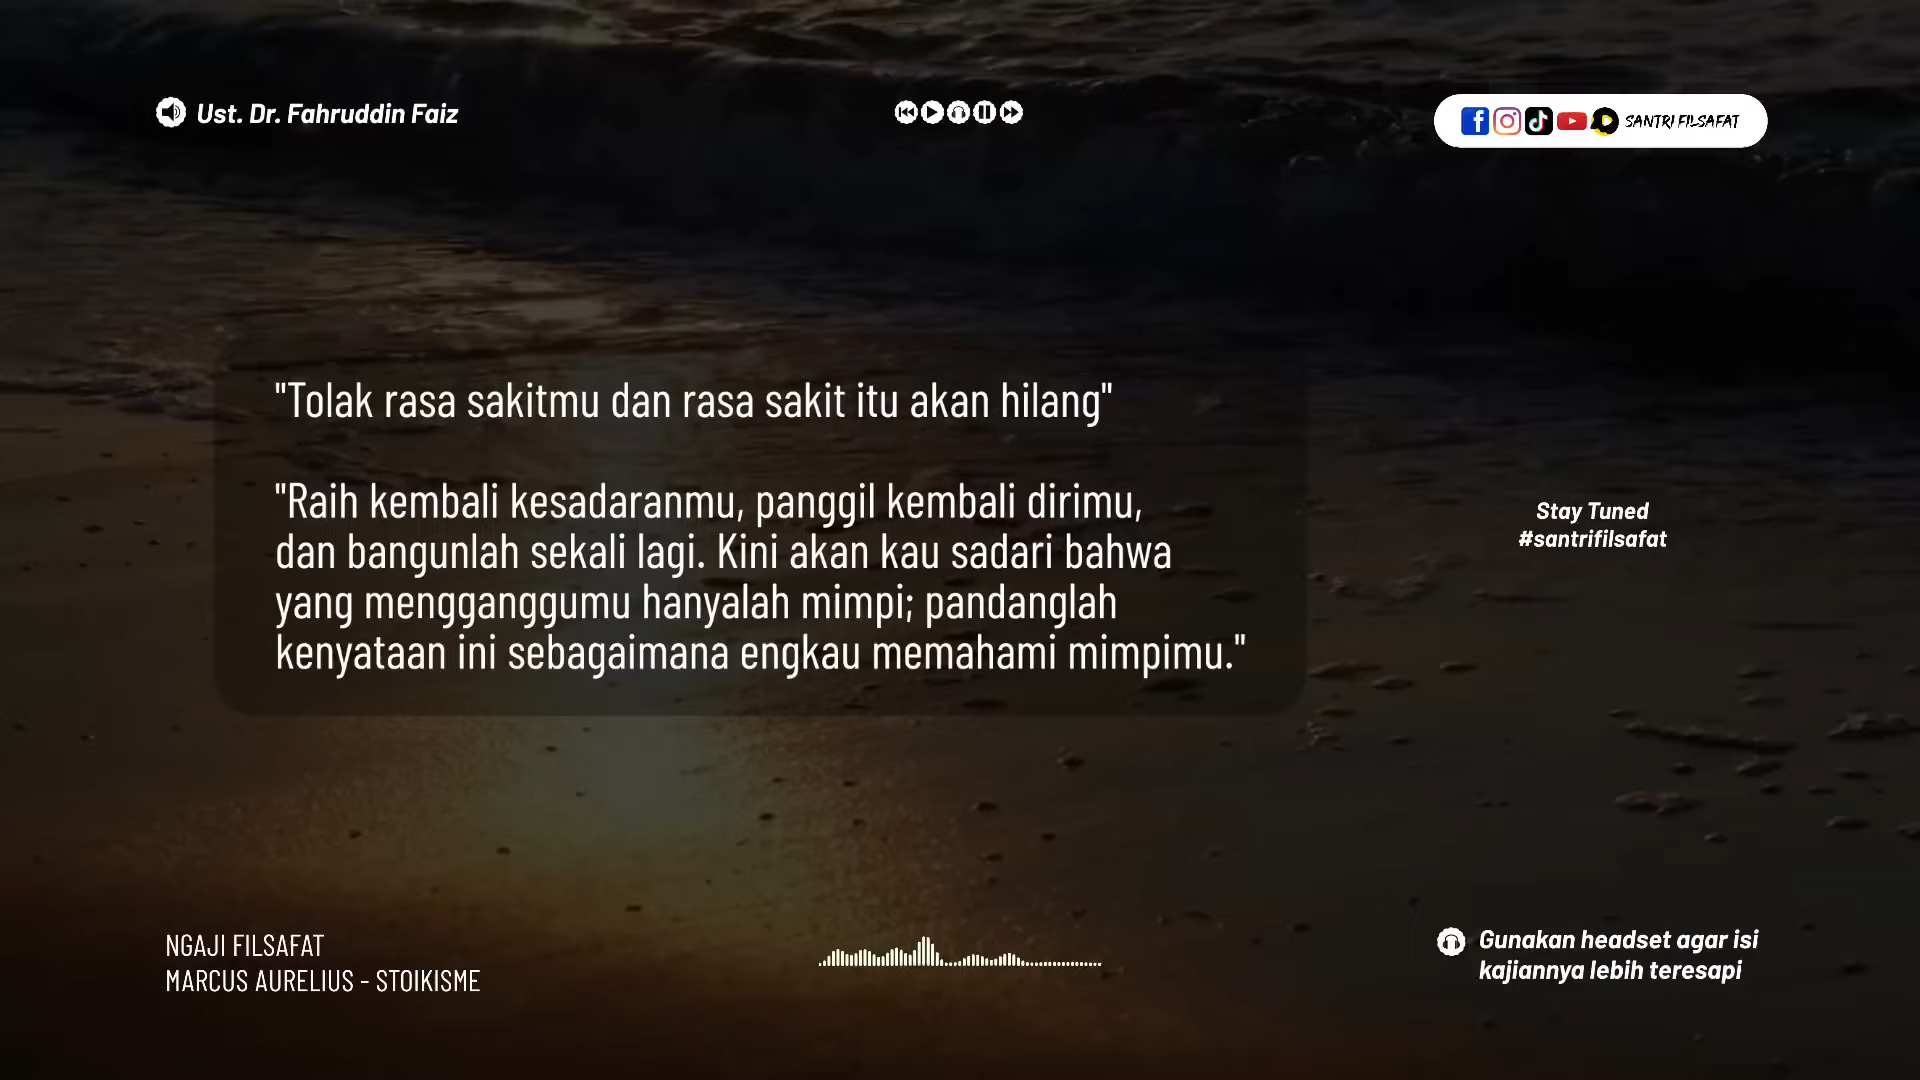 Ust. Dr. Fahruddin Faiz
SANTRI FILSAFAT
"Tolak rasa sakitmu dan rasa sakit itu akan hilang"
"Raih kembali kesadaranmu, panggil kembali dirimu,
dan bangunlah sekali lagi. Kini akan kau sadari bahwa
yang mengganggumu hanyalah mimpi; pandanglah
kenyataan ini sebagaimana engkau memahami mimpimu."
Stay Tuned
#santrifilsafat
NGAJI FILSAFAT
MARCUS AURELIUS - STOIKISME
Gunakan headset agar isi
kajiannya lebih teresapi